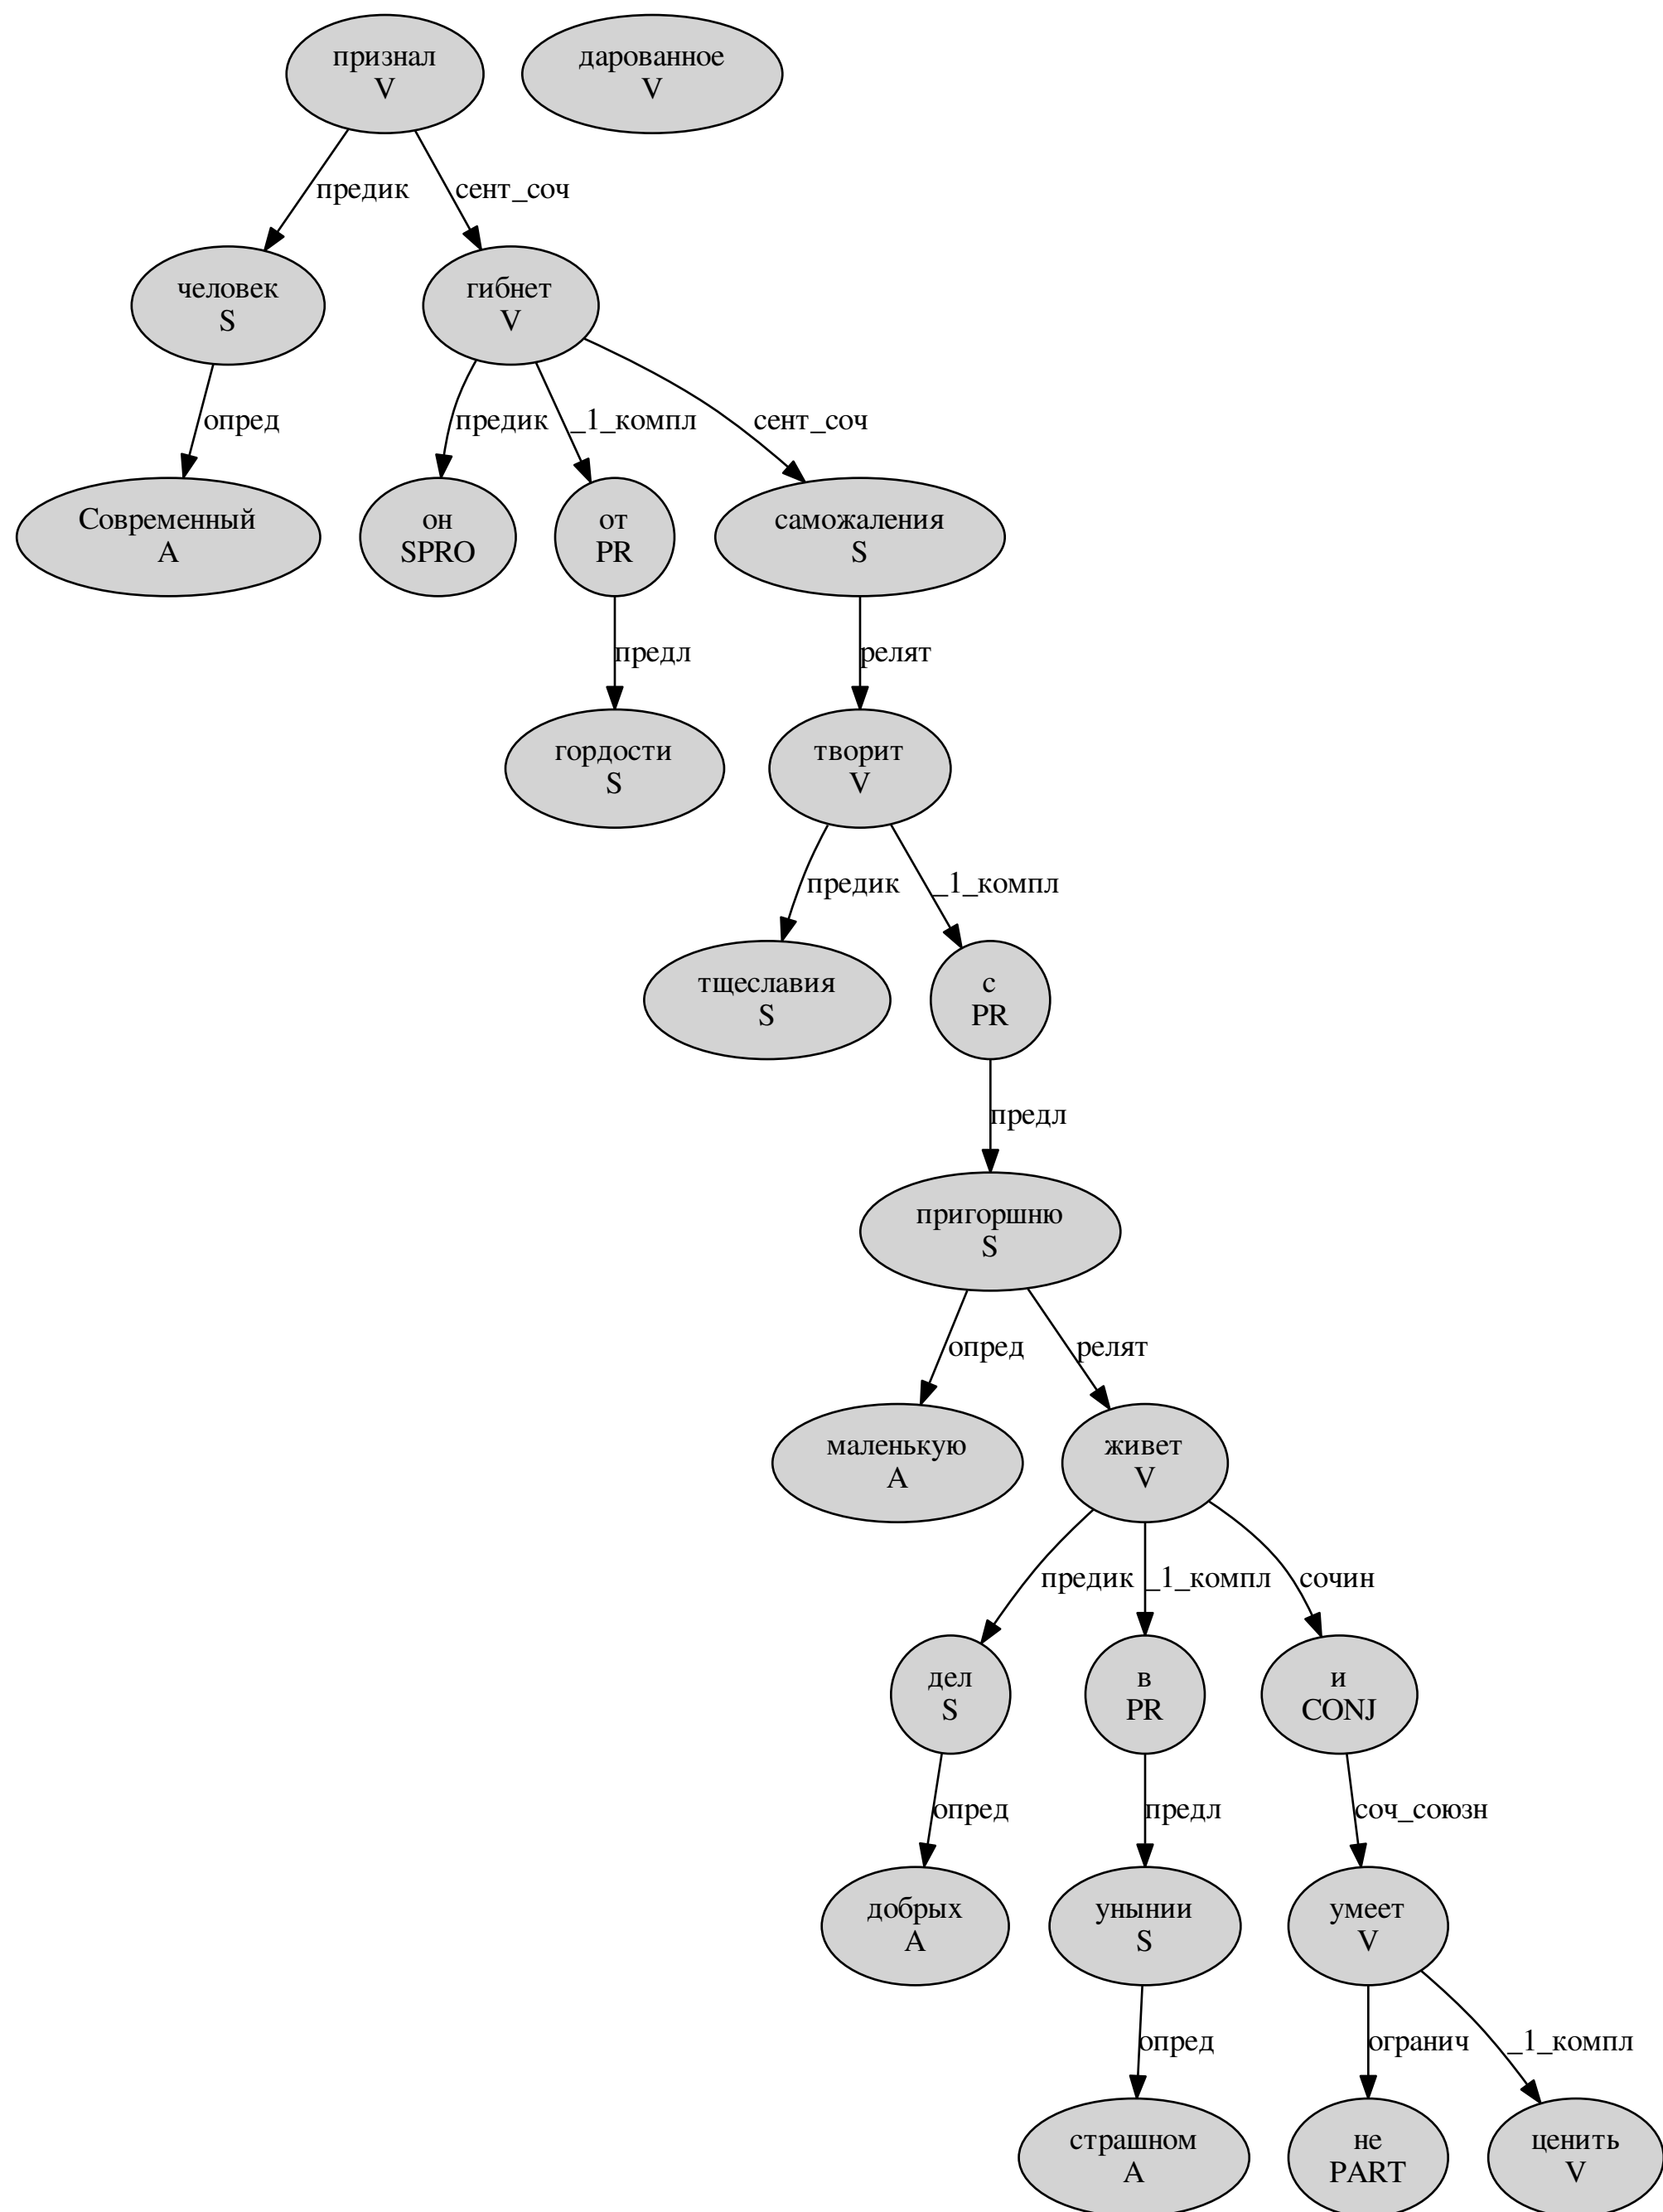 признал
V
дарованное
V
предик
сент_соч
человек
S
гибнет
V
опред
предик
_1_компл
сент_соч
Современный
A
он
SPRO
от
PR
саможаления
S
предл
релят
гордости
S
творит
V
предик
_1_компл
тщеславия
S
с
PR
предл
пригоршню
S
опред
релят
маленькую
A
живет
V
предик
_1_компл
сочин
дел
S
в
PR
и
CONJ
опред
предл
соч_союзн
добрых
A
унынии
S
умеет
V
опред
огранич
_1_компл
страшном
A
не
PART
ценить
V